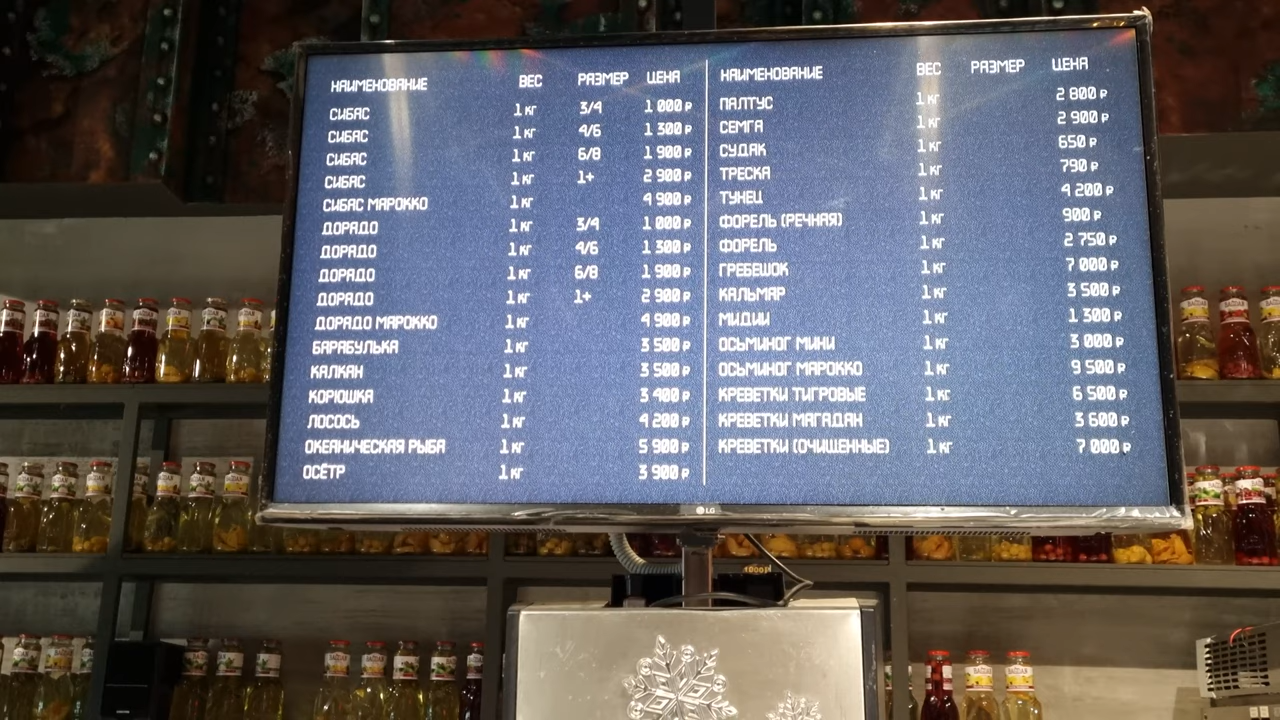 НАИМЕНОВАНИЕ ВЕС РАЗМЕР ЦЕНА
СИБАС 1 кг 3/4 1 000 ₽
СИБАС 1 кг 4/6 1 300 ₽
СИБАС 1 кг 6/8 1 900 ₽
СИБАС 1 кг 1+ 2 900 ₽
СИБАС МАРОККО 1 кг 4 900 ₽
ДОРАДО 1 кг 3/4 1 000 ₽
ДОРАДО 1 кг 4/6 1 300 ₽
ДОРАДО 1 кг 6/8 1 900 ₽
ДОРАДО 1 кг 1+ 2 900 ₽
ДОРАДО МАРОККО 1 кг 4 900 ₽
БАРАБУЛЬКА 1 кг 3 500 ₽
КАЛКАН 1 кг 3 500 ₽
КОРЮШКА 1 кг 3 400 ₽
ЛОСОСЬ 1 кг 4 200 ₽
ОКЕАНИЧЕСКАЯ РЫБА 1 кг 5 900 ₽
ОСЁТР 1 кг 3 900 ₽
НАИМЕНОВАНИЕ ВЕС РАЗМЕР ЦЕНА
ПАЛТУС 1 кг 2 800 ₽
СЕМГА 1 кг 2 900 ₽
СУДАК 1 кг 650 ₽
ТРЕСКА 1 кг 790 ₽
ТУНЕЦ 1 кг 4 200 ₽
ФОРЕЛЬ (РЕЧНАЯ) 1 кг 900 ₽
ФОРЕЛЬ 1 кг 2 750 ₽
ГРЕБЕШОК 1 кг 7 000 ₽
КАЛЬМАР 1 кг 3 500 ₽
МИДИИ 1 кг 1 300 ₽
ОСЬМИНОГ МИНИ 1 кг 3 000 ₽
ОСЬМИНОГ МАРОККО 1 кг 9 500 ₽
КРЕВЕТКИ ТИГРОВЫЕ 1 кг 6 500 ₽
КРЕВЕТКИ МАГАДАН 1 кг 3 600 ₽
КРЕВЕТКИ (ОЧИЩЕННЫЕ) 1 кг 7 000 ₽
LG